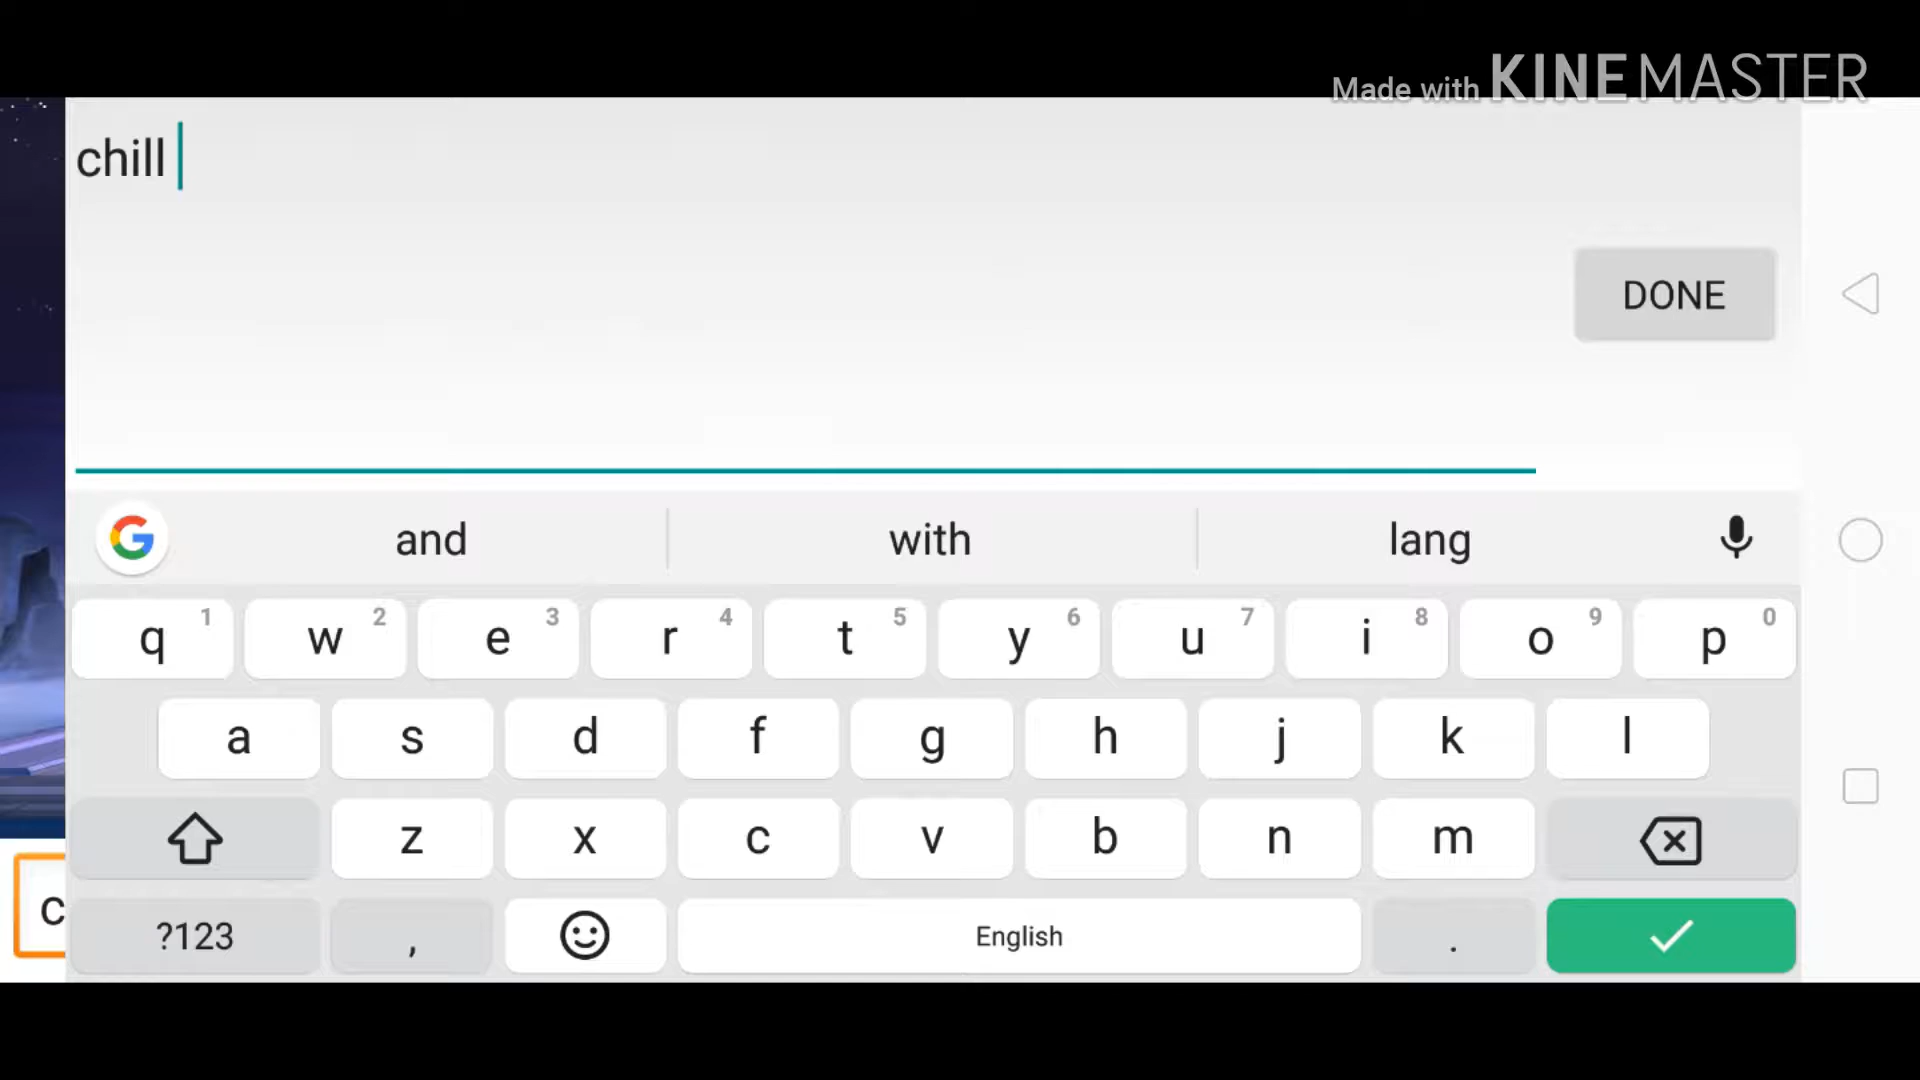 Made with KINEMASTER
chill
DONE
and with lang
q 1 w 2 e 3 r 4 t 5 y 6 u 7 i 8 o 9 p 0
a s d f g h j k l
z x c v b n m
c ?123 , English .